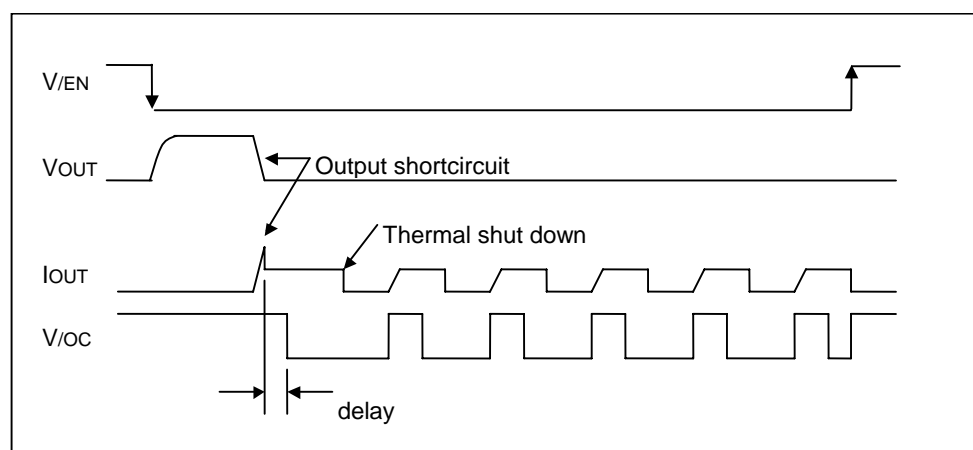 V/EN
VOUT
Output shortcircuit
Thermal shut down
IOUT
V/OC
delay